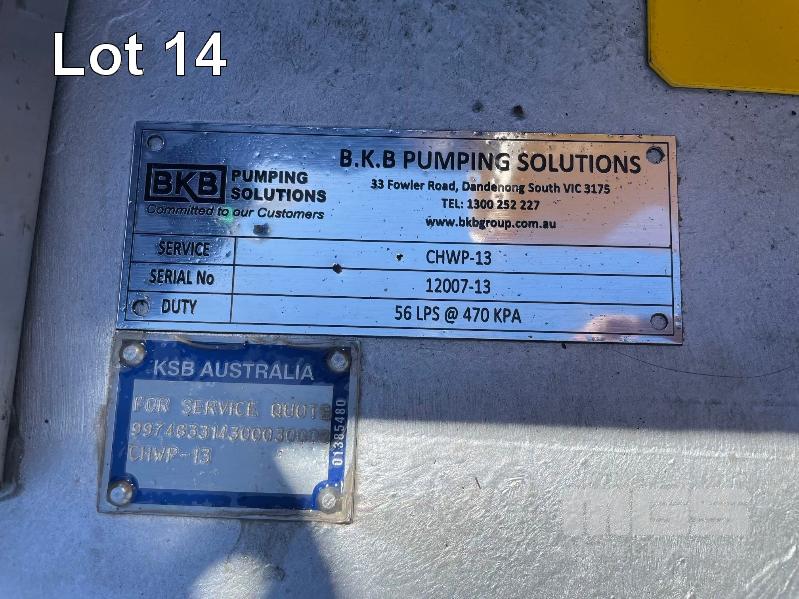 Lot 14
B.K.B PUMPING SOLUTIONS
33 Fowler Road, Dandenong South VIC 3175
TEL: 1300 252 227
www.bkbgroup.com.au
BKB PUMPING
SOLUTIONS
Committed to our Customers
SERVICE CHWP-13
SERIAL No 12007-13
DUTY 56 LPS @ 470 KPA
KSB AUSTRALIA
FOR SERVICE QUOTE
CHWP-13
01385480
MGS